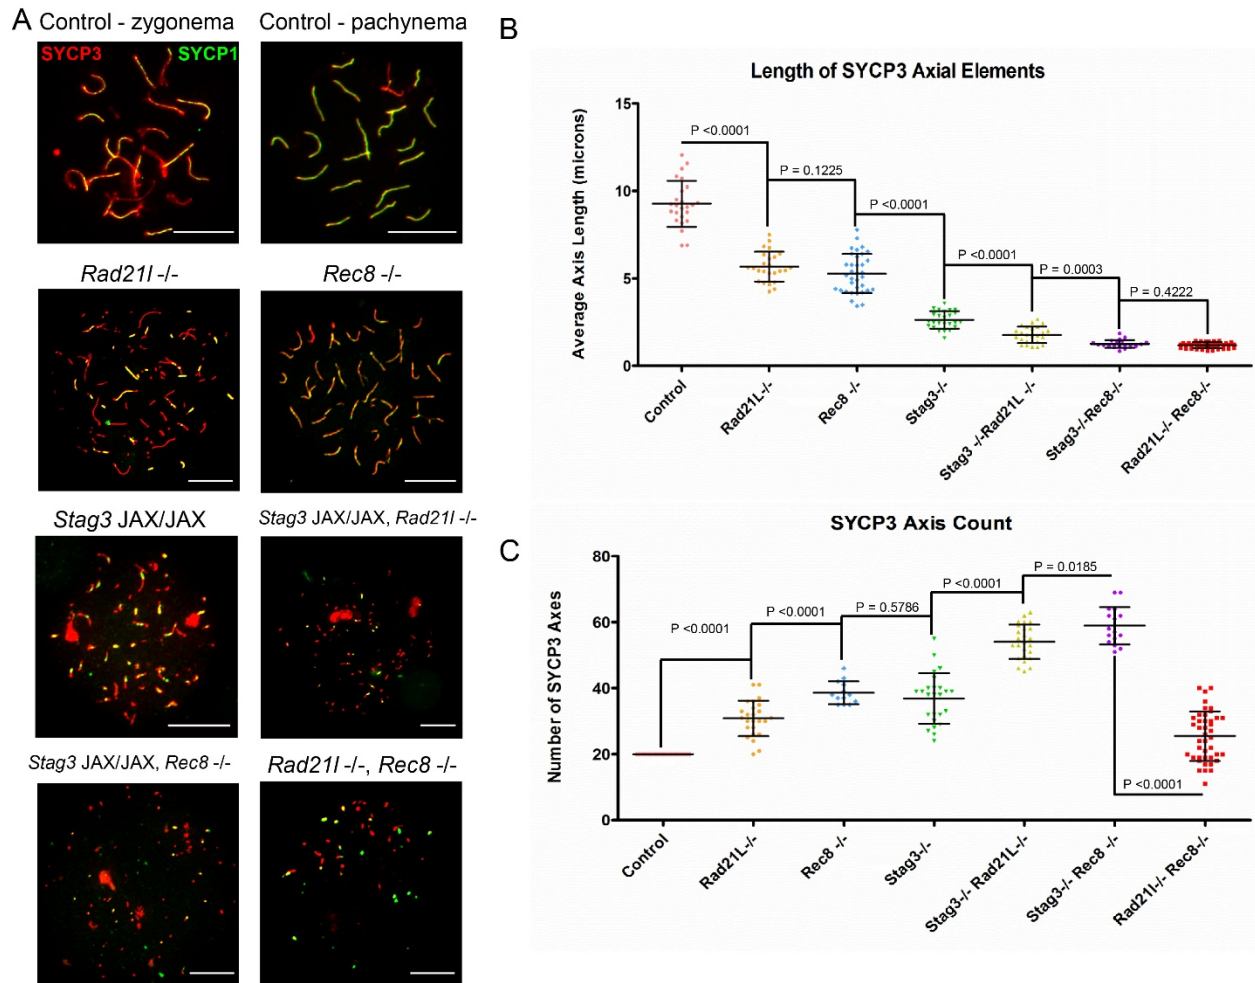 A
Control - zygonema
Control - pachynema
SYCP3
SYCP1
Rad21l -/-
Rec8 -/-
Stag3 JAX/JAX
Stag3 JAX/JAX, Rad21l -/-
Stag3 JAX/JAX, Rec8 -/-
Rad21l -/-, Rec8 -/-
B
Length of SYCP3 Axial Elements
Average Axis Length (microns)
15
10
5
0
P <0.0001
P = 0.1225
P <0.0001
P <0.0001
P = 0.0003
P = 0.4222
Control
Rad21L-/-
Rec8 -/-
Stag3-/-
Stag3 -/-Rad21L -/-
Stag3-/-Rec8-/-
Rad21L-/- Rec8-/-
C
SYCP3 Axis Count
Number of SYCP3 Axes
80
60
40
20
0
P <0.0001
P <0.0001
P = 0.5786
P <0.0001
P = 0.0185
P <0.0001
Control
Rad21L-/-
Rec8 -/-
Stag3-/-
Stag3-/- Rad21L-/-
Stag3-/- Rec8 -/-
Rad21l-/- Rec8-/-